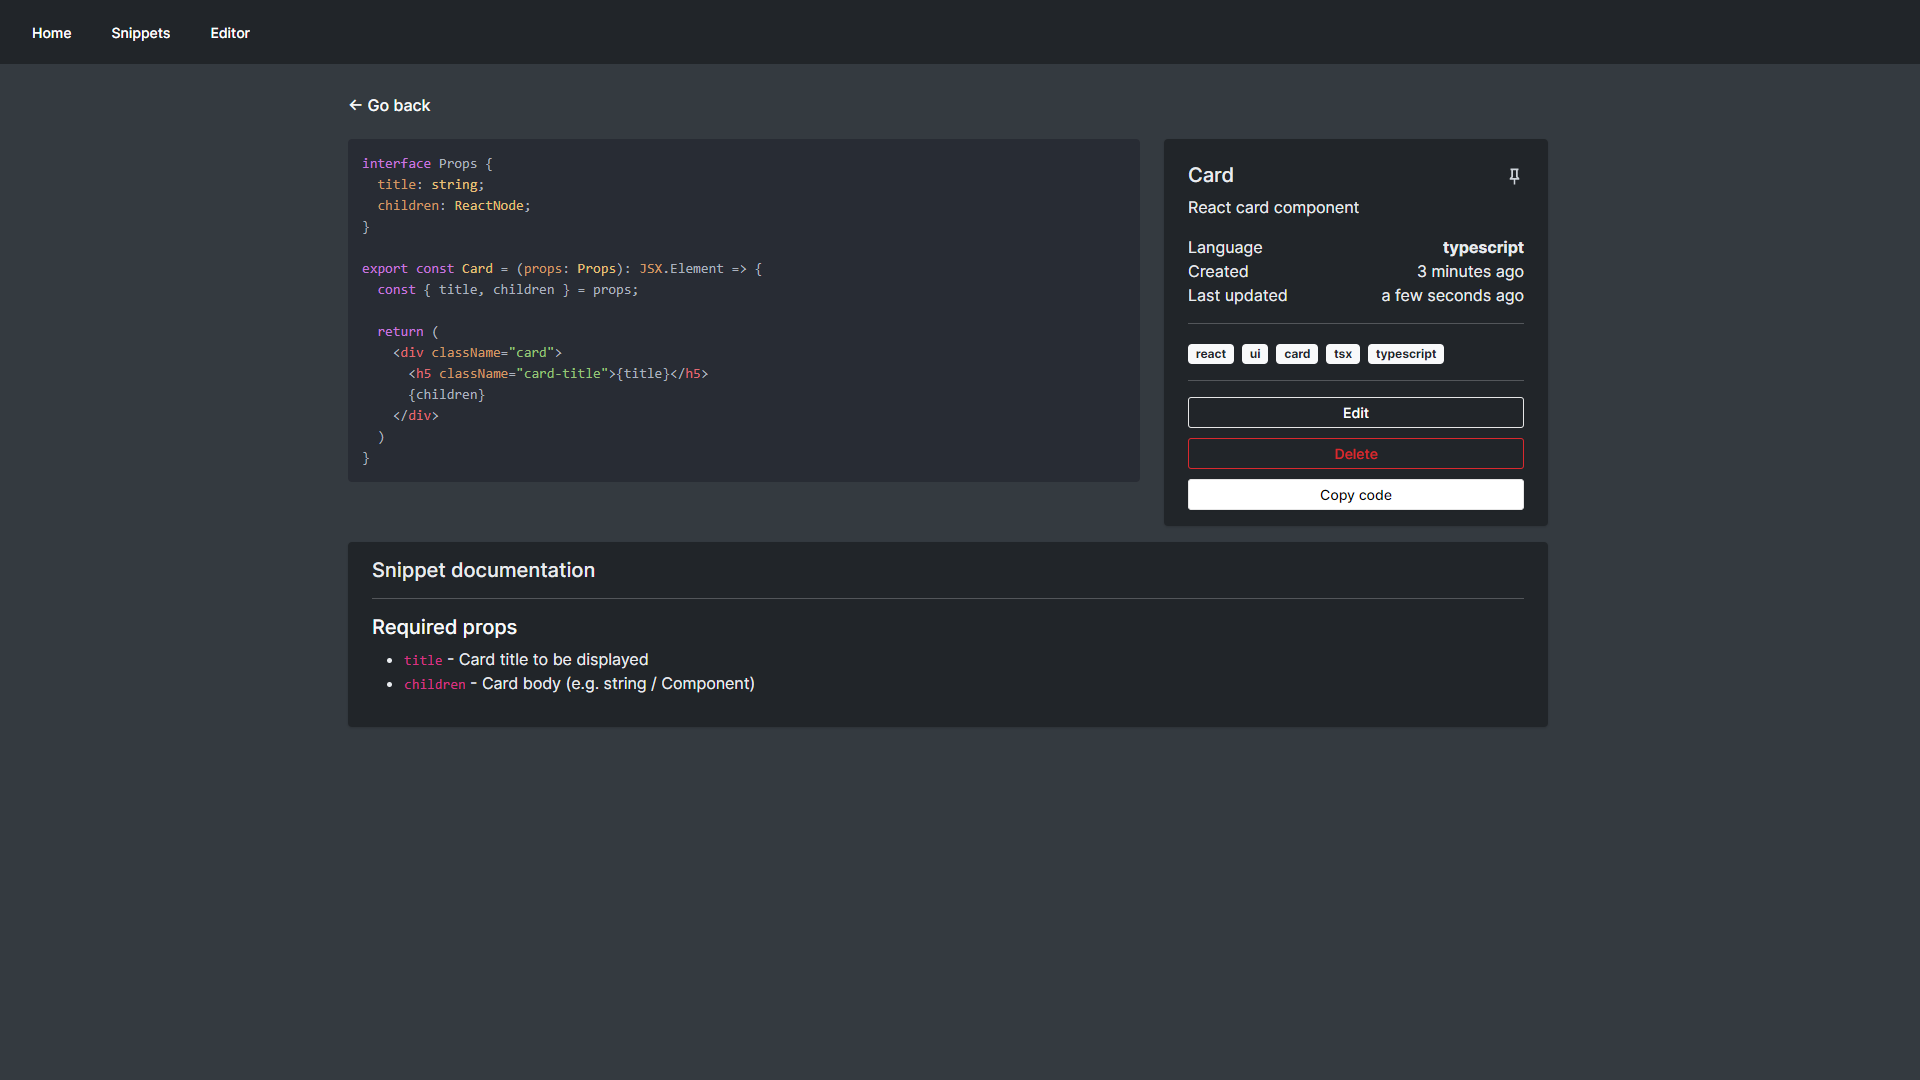 Home Snippets Editor
← Go back
interface Props {
  title: string;
  children: ReactNode;
}

export const Card = (props: Props): JSX.Element => {
  const { title, children } = props;

  return (
    <div className="card">
      <h5 className="card-title">{title}</h5>
      {children}
    </div>
  )
}
Card
React card component
Language typescript
Created 3 minutes ago
Last updated a few seconds ago
react ui card tsx typescript
Edit
Delete
Copy code
Snippet documentation
Required props
• title - Card title to be displayed
• children - Card body (e.g. string / Component)